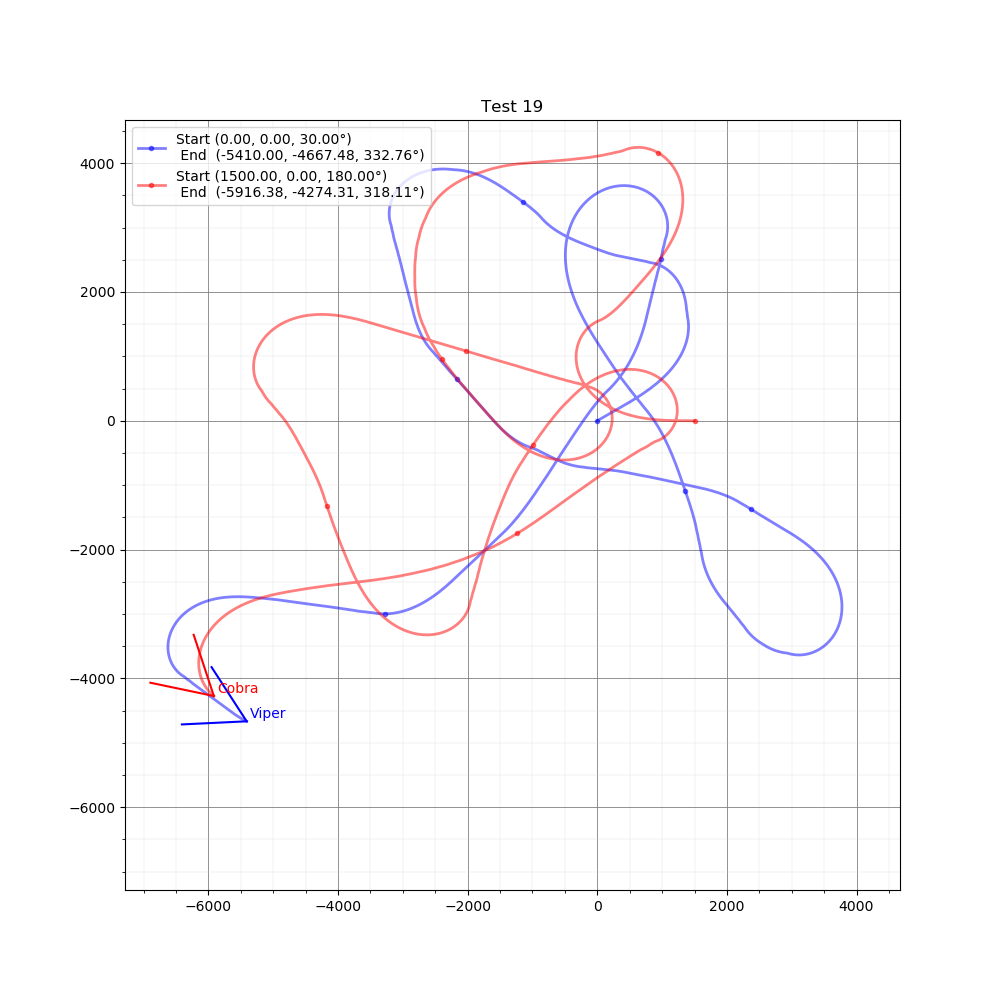 Test 19
Start (0.00, 0.00, 30.00°)
End  (-5410.00, -4667.48, 332.76°)
Start (1500.00, 0.00, 180.00°)
End  (-5916.38, -4274.31, 318.11°)
4000
2000
0
−2000
−4000
−6000
Cobra
Viper
−6000 −4000 −2000 0 2000 4000